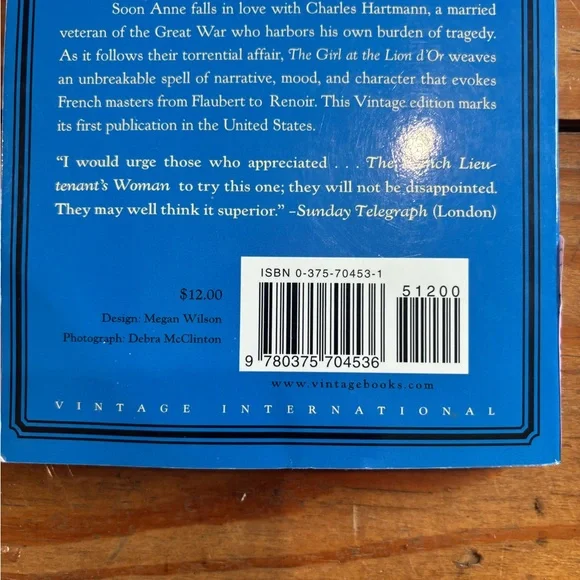 Soon Anne falls in love with Charles Hartmann, a married
veteran of the Great War who harbors his own burden of tragedy.
As it follows their torrential affair, The Girl at the Lion d'Or weaves
an unbreakable spell of narrative, mood, and character that evokes
French masters from Flaubert to Renoir. This Vintage edition marks
its first publication in the United States.
"I would urge those who appreciated . . . The Lieu-
tenant's Woman to try this one; they will not be disappointed.
They may well think it superior." –Sunday Telegraph (London)
$12.00
Design: Megan Wilson
Photograph: Debra McClinton
ISBN 0-375-70453-1
51200
9 780375 704536
www.vintagebooks.com
VINTAGE INTERNATIONAL